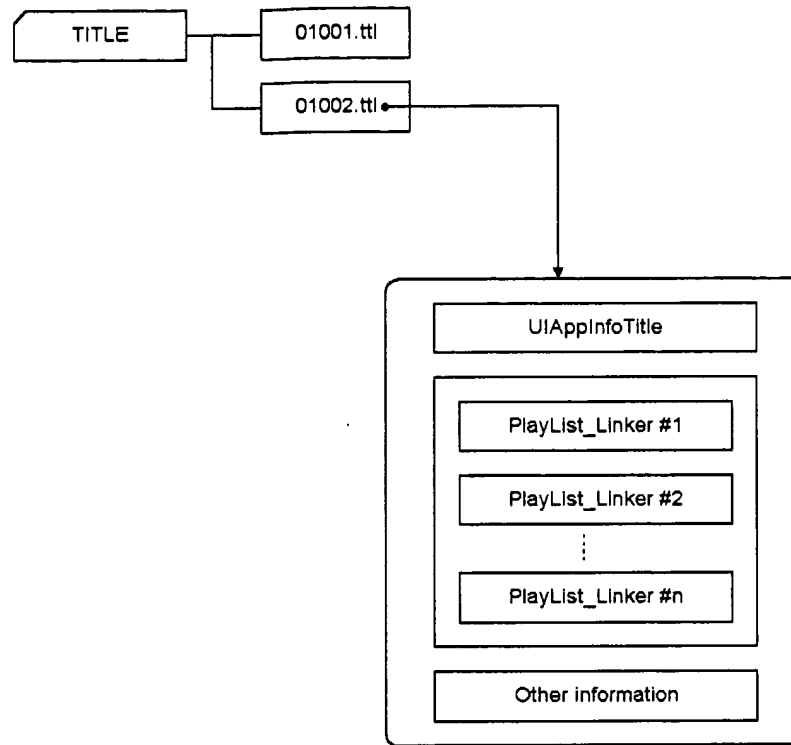 TITLE
01001.ttl
01002.ttl
UIAppInfoTitle
PlayList_Linker #1
PlayList_Linker #2
PlayList_Linker #n
Other information